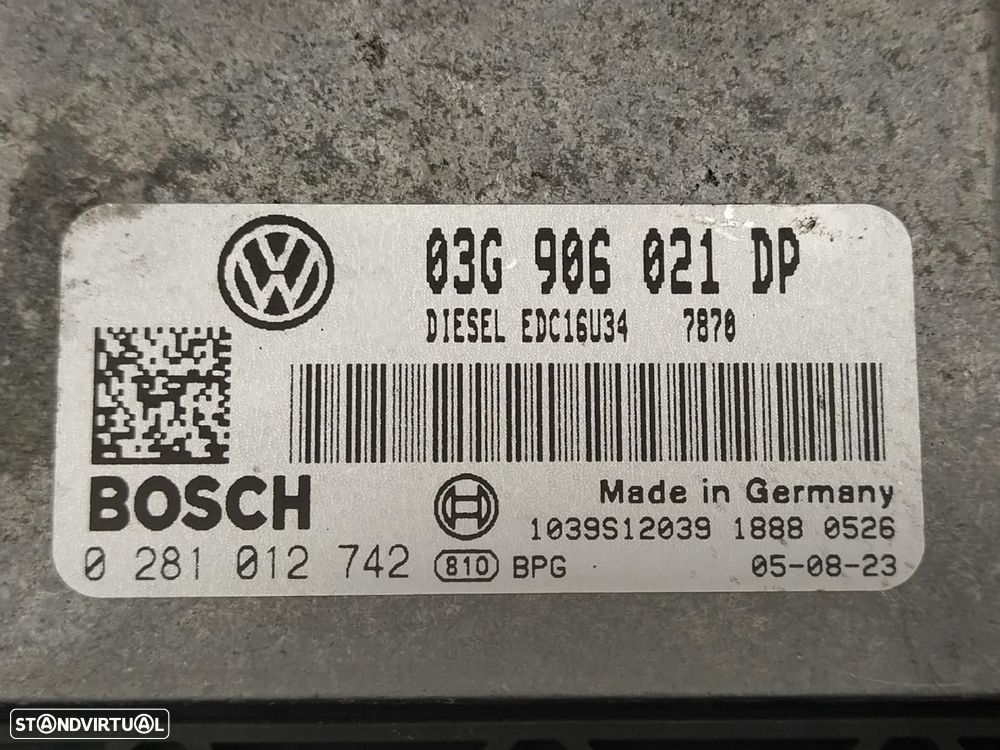 VW
03G 906 021 DP
DIESEL EDC16U34 7870
BOSCH
Made in Germany
1039S12039 1888 0526
0 281 012 742 810 BPG 05-08-23
STANDVIRTUAL